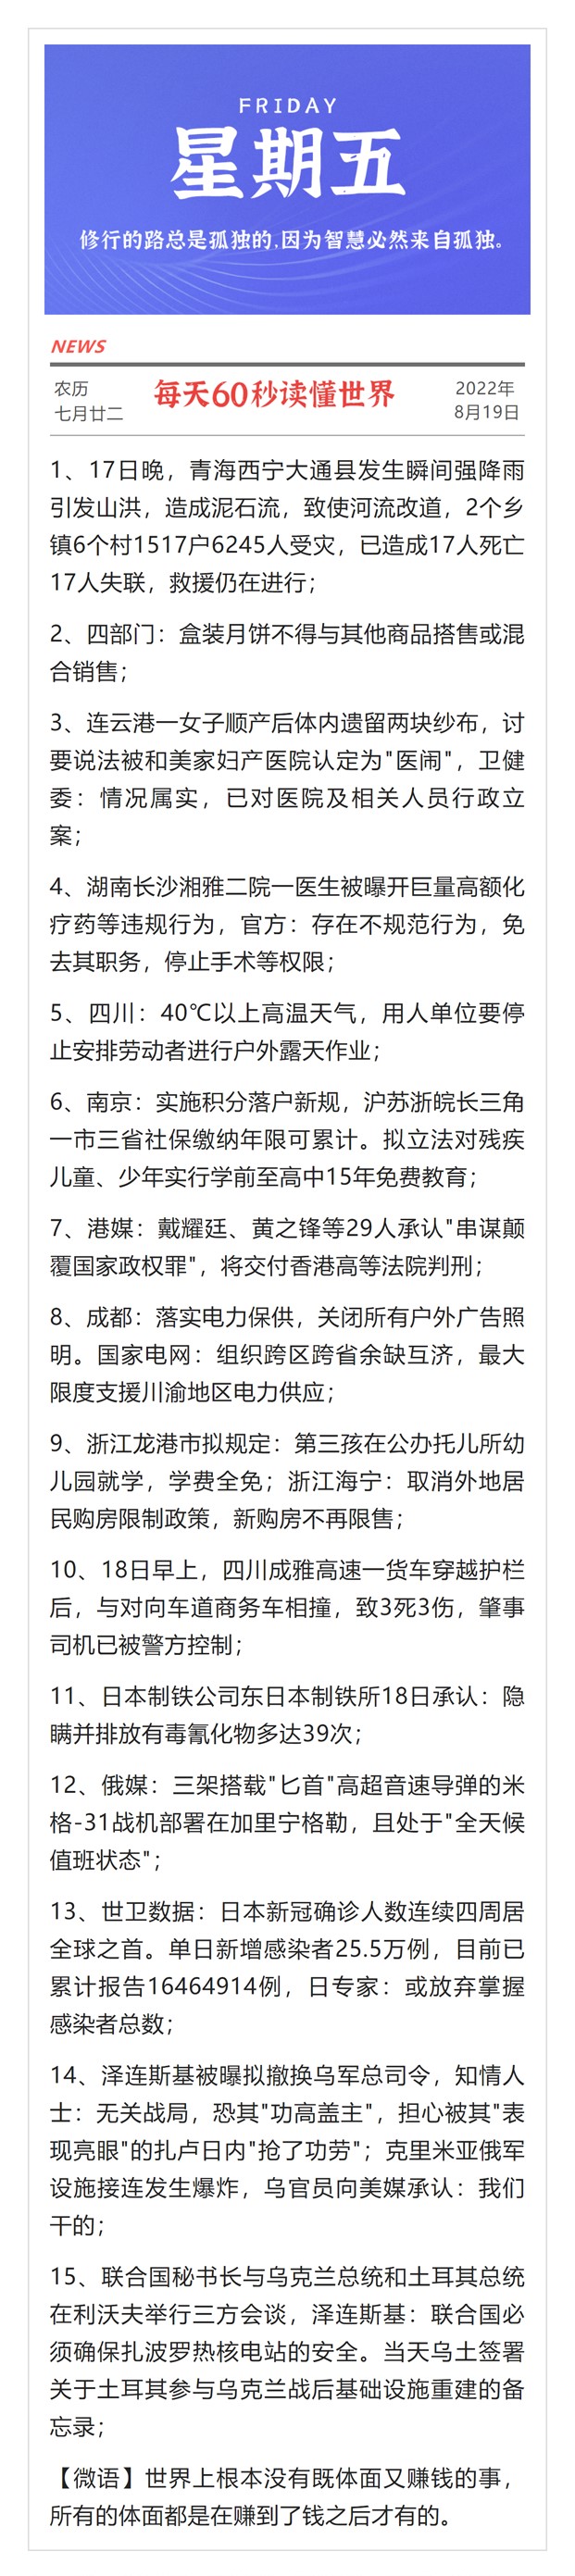 FRIDAY
星期五
修行的路总是孤独的,因为智慧必然来自孤独。
NEWS
农历
七月廿二
每天60秒读懂世界
2022年
8月19日
1、17日晚，青海西宁大通县发生瞬间强降雨
引发山洪，造成泥石流，致使河流改道，2个乡
镇6个村1517户6245人受灾，已造成17人死亡
17人失联，救援仍在进行；
2、四部门：盒装月饼不得与其他商品搭售或混
合销售；
3、连云港一女子顺产后体内遗留两块纱布，讨
要说法被和美家妇产医院认定为"医闹"，卫健
委：情况属实，已对医院及相关人员行政立
案；
4、湖南长沙湘雅二院一医生被曝开巨量高额化
疗药等违规行为，官方：存在不规范行为，免
去其职务，停止手术等权限；
5、四川：40℃以上高温天气，用人单位要停
止安排劳动者进行户外露天作业；
6、南京：实施积分落户新规，沪苏浙皖长三角
一市三省社保缴纳年限可累计。拟立法对残疾
儿童、少年实行学前至高中15年免费教育；
7、港媒：戴耀廷、黄之锋等29人承认"串谋颠
覆国家政权罪"，将交付香港高等法院判刑；
8、成都：落实电力保供，关闭所有户外广告照
明。国家电网：组织跨区跨省余缺互济，最大
限度支援川渝地区电力供应；
9、浙江龙港市拟规定：第三孩在公办托儿所幼
儿园就学，学费全免；浙江海宁：取消外地居
民购房限制政策，新购房不再限售；
10、18日早上，四川成雅高速一货车穿越护栏
后，与对向车道商务车相撞，致3死3伤，肇事
司机已被警方控制；
11、日本制铁公司东日本制铁所18日承认：隐
瞒并排放有毒氰化物多达39次；
12、俄媒：三架搭载"匕首"高超音速导弹的米
格-31战机部署在加里宁格勒，且处于"全天候
值班状态"；
13、世卫数据：日本新冠确诊人数连续四周居
全球之首。单日新增感染者25.5万例，目前已
累计报告16464914例，日专家：或放弃掌握
感染者总数；
14、泽连斯基被曝拟撤换乌军总司令，知情人
士：无关战局，恐其"功高盖主"，担心被其"表
现亮眼"的扎卢日内"抢了功劳"；克里米亚俄军
设施接连发生爆炸，乌官员向美媒承认：我们
干的；
15、联合国秘书长与乌克兰总统和土耳其总统
在利沃夫举行三方会谈，泽连斯基：联合国必
须确保扎波罗热核电站的安全。当天乌土签署
关于土耳其参与乌克兰战后基础设施重建的备
忘录；
【微语】世界上根本没有既体面又赚钱的事，
所有的体面都是在赚到了钱之后才有的。